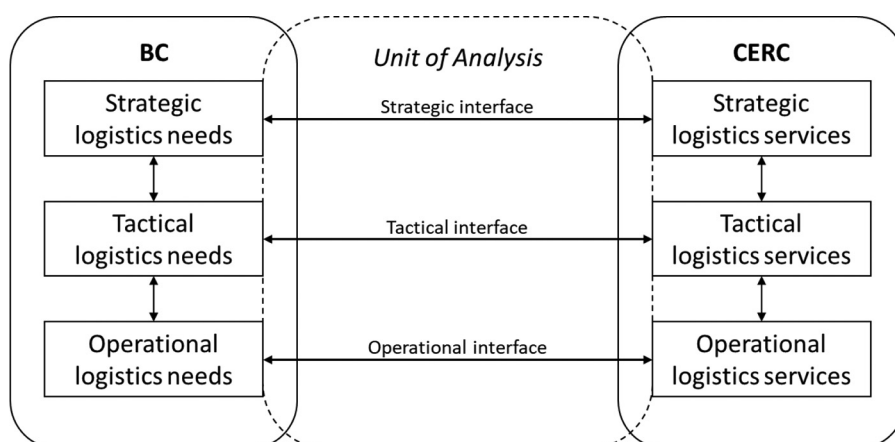 BC
Unit of Analysis
CERC
Strategic
logistics needs
Strategic interface
Strategic
logistics services
Tactical
logistics needs
Tactical interface
Tactical
logistics services
Operational
logistics needs
Operational interface
Operational
logistics services